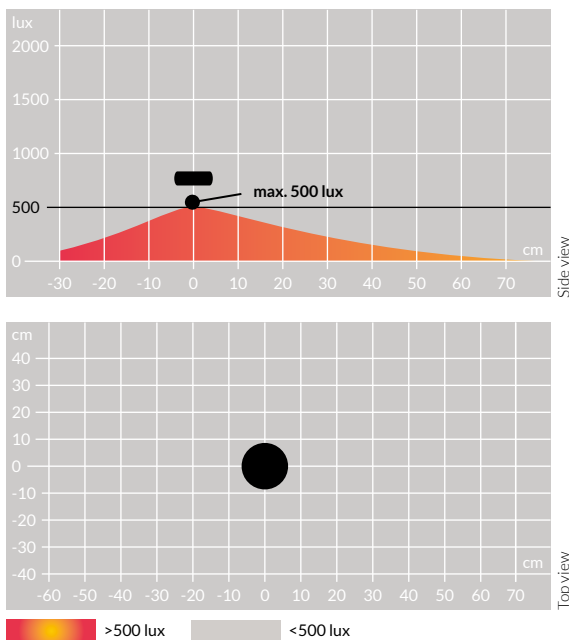 lux
2000
1500
1000
max. 500 lux
500
cm
0
-30 -20 -10 0 10 20 30 40 50 60 70
Side view
cm
40
30
20
10
0
-10
-20
-30
cm
-40
-60 -50 -40 -30 -20 -10 0 10 20 30 40 50 60 70
Top view
>500 lux <500 lux